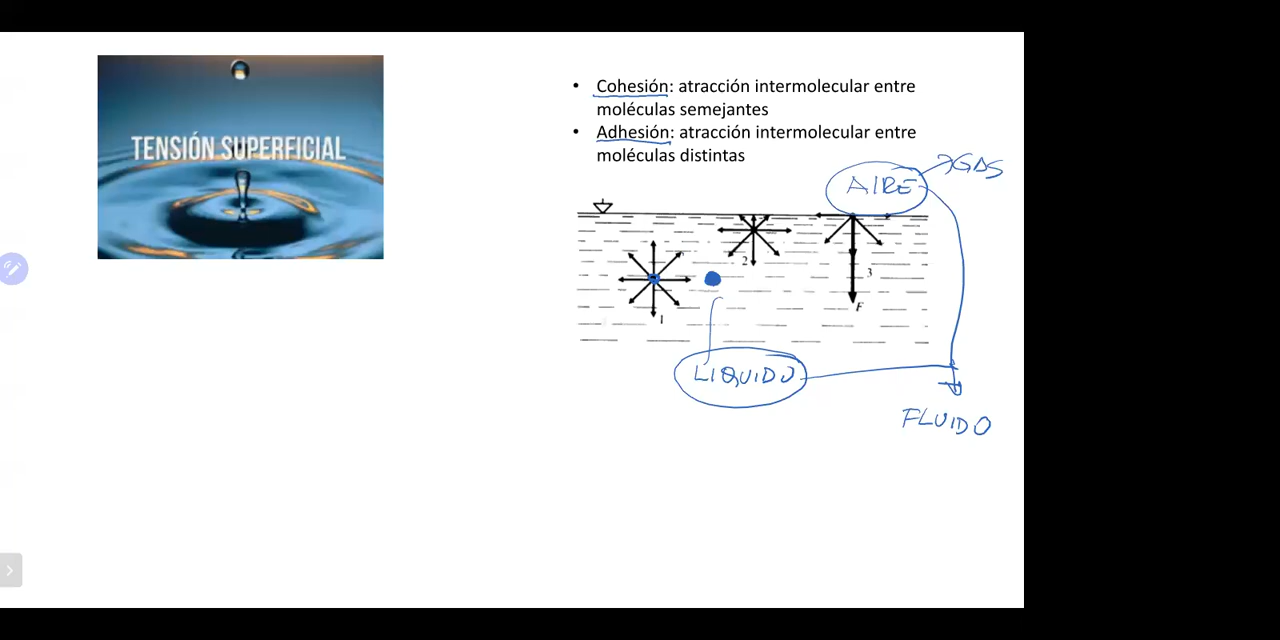 TENSIÓN SUPERFICIAL
• Cohesión: atracción intermolecular entre
moléculas semejantes
• Adhesión: atracción intermolecular entre
moléculas distintas
AIRE
GAS
2
3
1
F
LIQUIDO
FLUIDO